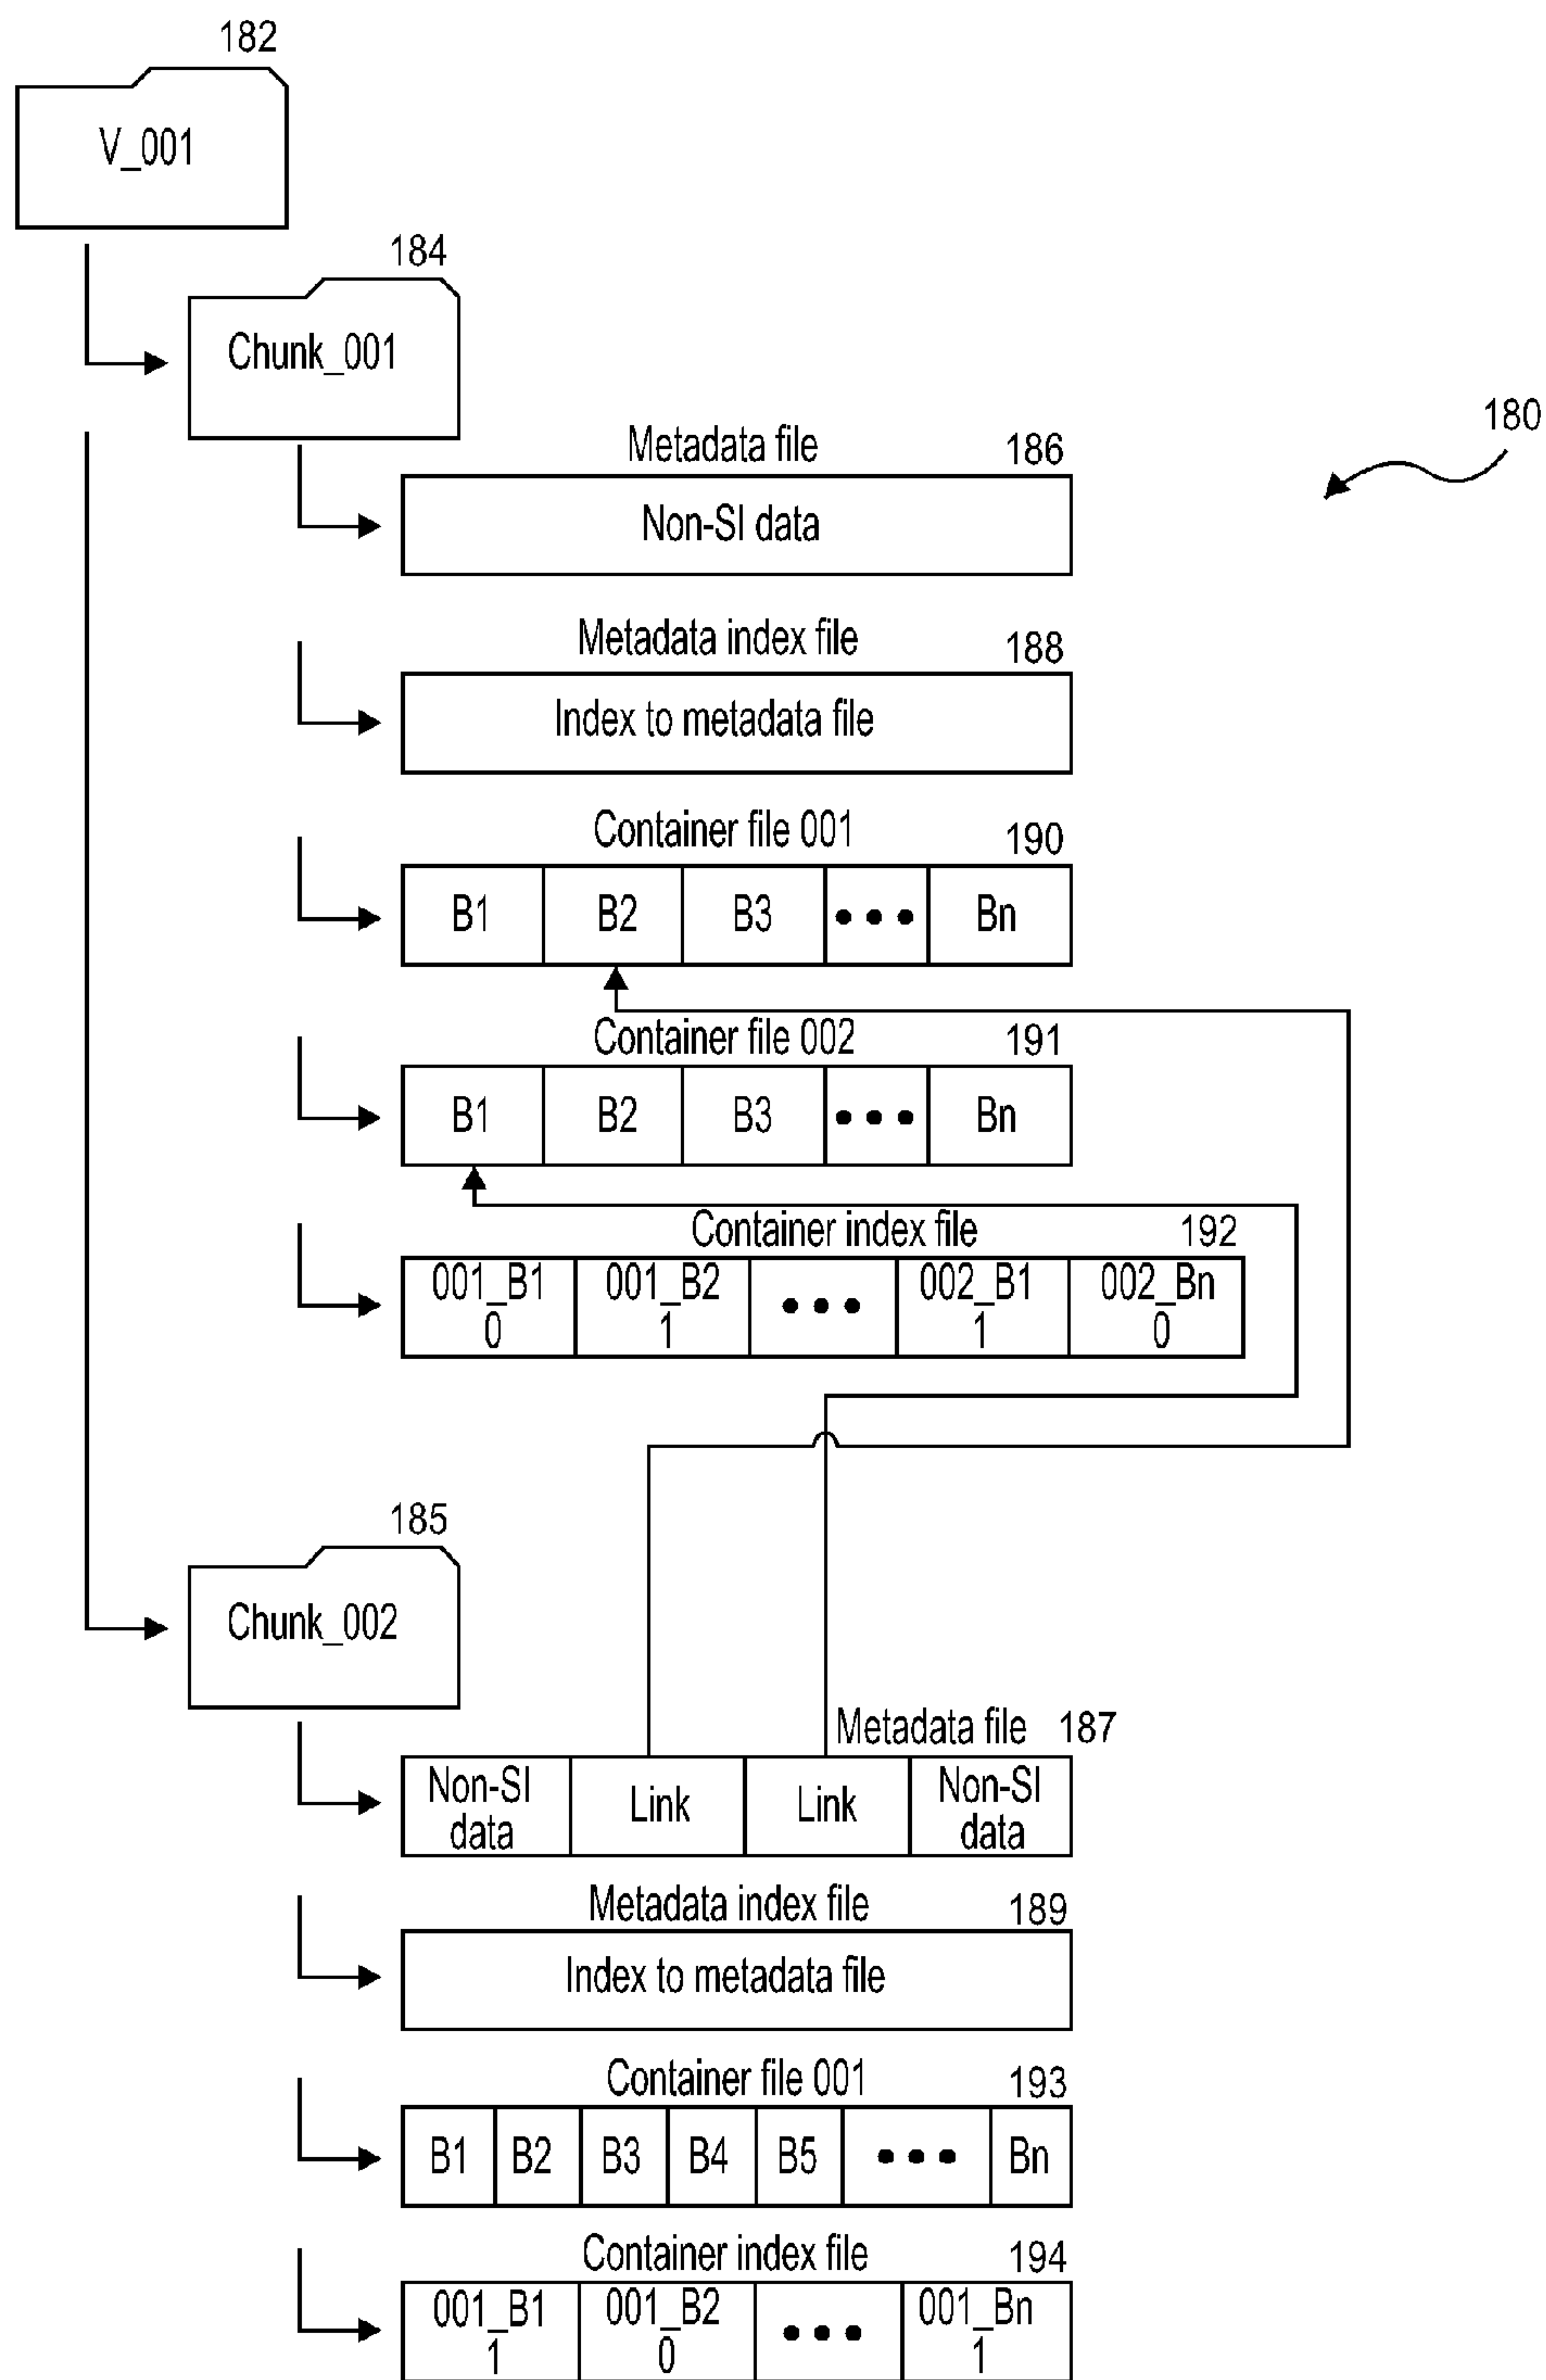 182
V_001
184
Chunk_001
180
Metadata file 186
Non-SI data
Metadata index file 188
Index to metadata file
Container file 001 190
B1 B2 B3 ••• Bn
Container file 002 191
B1 B2 B3 ••• Bn
Container index file 192
001_B1 001_B2 ••• 002_B1 002_Bn
0 1 1 0
185
Chunk_002
Metadata file 187
Non-SI Link Link Non-SI
data data
Metadata index file 189
Index to metadata file
Container file 001 193
B1 B2 B3 B4 B5 ••• Bn
Container index file 194
001_B1 001_B2 ••• 001_Bn
1 0 1